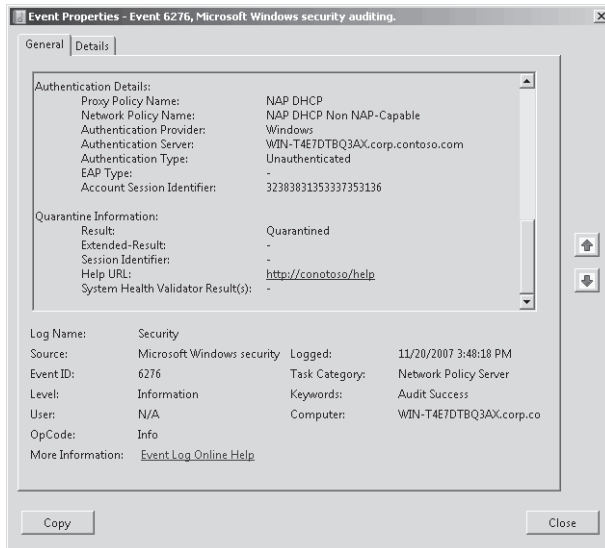 Event Properties - Event 6276, Microsoft Windows security auditing.
General
Details
Authentication Details:
Proxy Policy Name: NAP DHCP
Network Policy Name: NAP DHCP Non NAP-Capable
Authentication Provider: Windows
Authentication Server: WIN-T4E7DTBQ3AX.corp.contoso.com
Authentication Type: Unauthenticated
EAP Type: -
Account Session Identifier: 32383831353337353136
Quarantine Information:
Result: Quarantined
Extended-Result: -
Session Identifier: -
Help URL: http://conotoso/help
System Health Validator Result(s): -
Log Name: Security
Source: Microsoft Windows security Logged: 11/20/2007 3:48:18 PM
Event ID: 6276 Task Category: Network Policy Server
Level: Information Keywords: Audit Success
User: N/A Computer: WIN-T4E7DTBQ3AX.corp.co
OpCode: Info
More Information: Event Log Online Help
Copy
Close